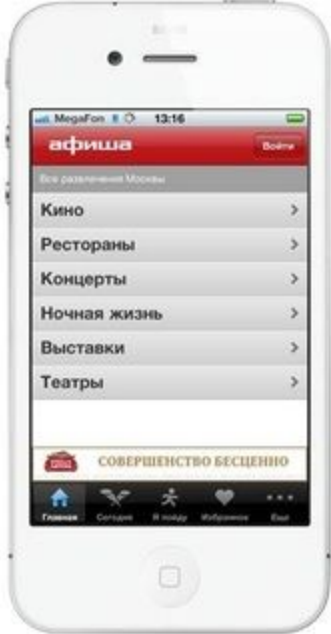 MegaFon 13:16
афиша Войти
Все развлечения Москвы
Кино
Рестораны
Концерты
Ночная жизнь
Выставки
Театры
СОВЕРШЕНСТВО БЕСЦЕННО
Главная Сегодня Я пойду Избранное Еще